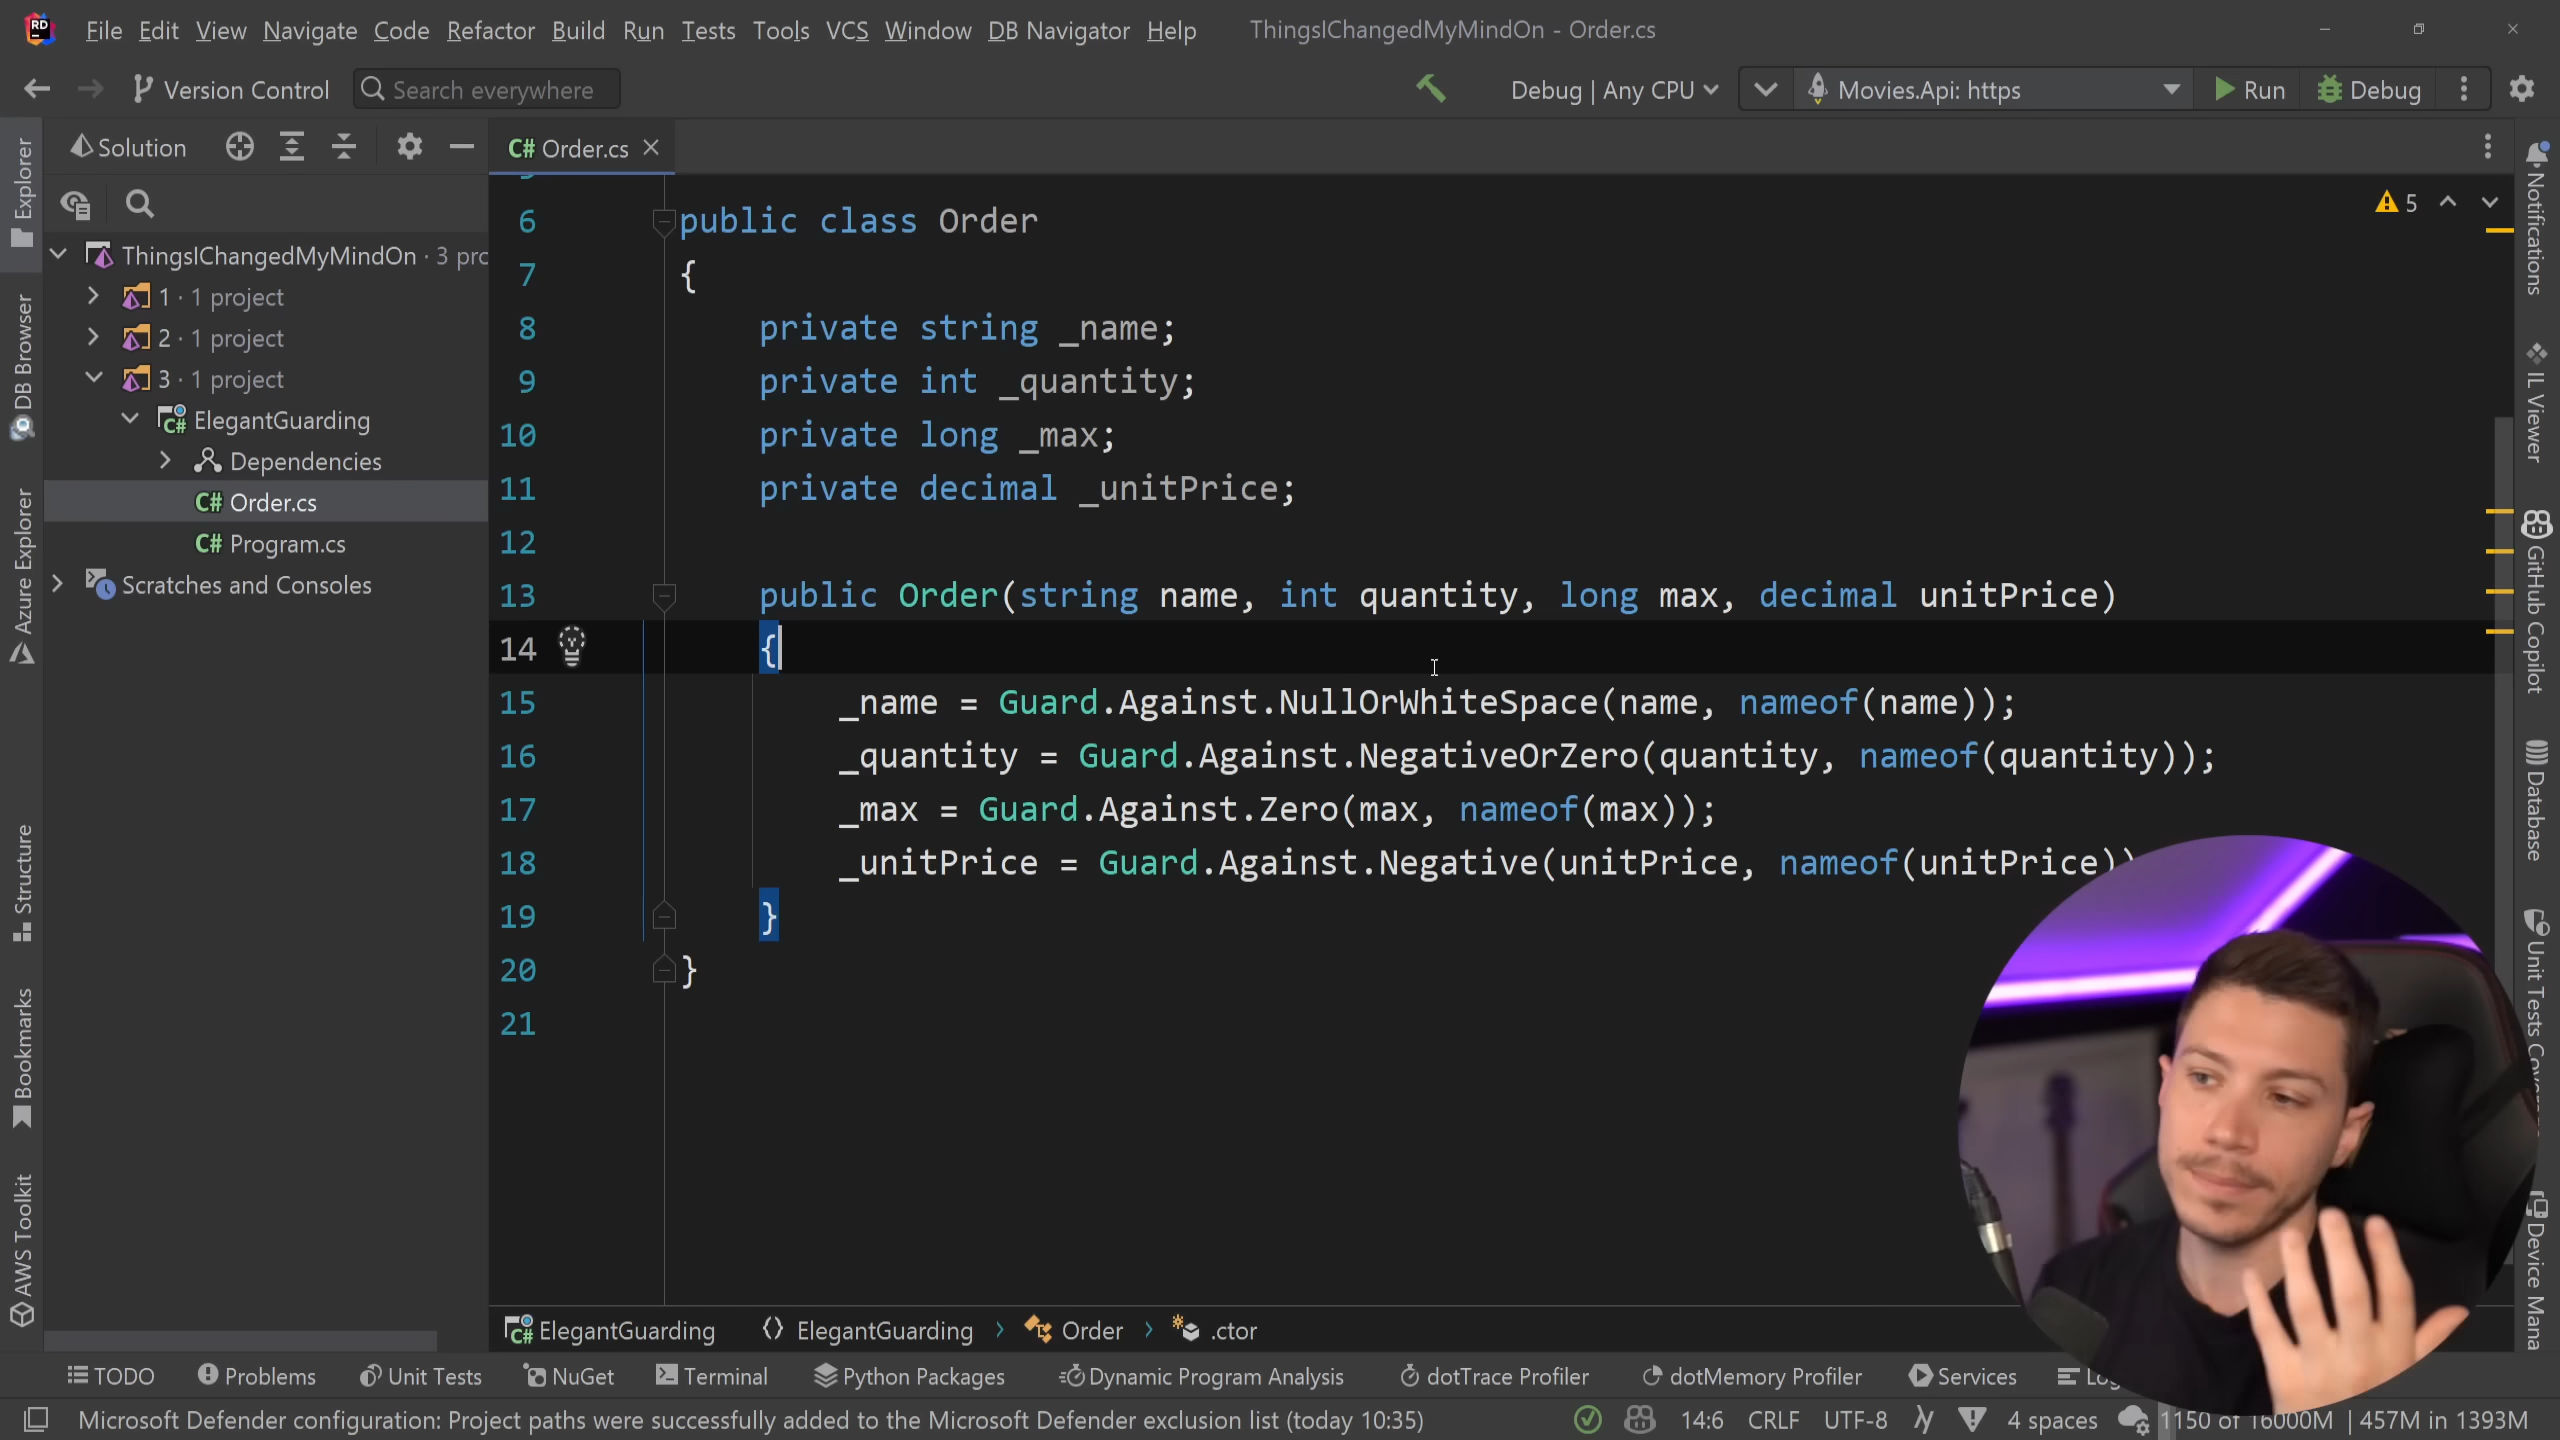 RD
File Edit View Navigate Code Refactor Build Run Tests Tools VCS Window DB Navigator Help ThingsIChangedMyMindOn - Order.cs
Version Control Search everywhere Debug | Any CPU Movies.Api: https Run Debug
Solution
C# Order.cs
5
ThingsIChangedMyMindOn · 3 pro
1 · 1 project
2 · 1 project
3 · 1 project
ElegantGuarding
Dependencies
C# Order.cs
C# Program.cs
Scratches and Consoles
6 public class Order
7 {
8 private string _name;
9 private int _quantity;
10 private long _max;
11 private decimal _unitPrice;
12
13 public Order(string name, int quantity, long max, decimal unitPrice)
14 {
15 _name = Guard.Against.NullOrWhiteSpace(name, nameof(name));
16 _quantity = Guard.Against.NegativeOrZero(quantity, nameof(quantity));
17 _max = Guard.Against.Zero(max, nameof(max));
18 _unitPrice = Guard.Against.Negative(unitPrice, nameof(unitPrice)
19 }
20 }
21
Explorer
DB Browser
Azure Explorer
Structure
Bookmarks
AWS Toolkit
Notifications
IL Viewer
GitHub Copilot
Database
Unit Tests Cover
Device Mana
ElegantGuarding ElegantGuarding Order .ctor
TODO Problems Unit Tests NuGet Terminal Python Packages Dynamic Program Analysis dotTrace Profiler dotMemory Profiler Services
Microsoft Defender configuration: Project paths were successfully added to the Microsoft Defender exclusion list (today 10:35) 14:6 CRLF UTF-8 4 spaces 1150 of 16000M | 457M in 1393M